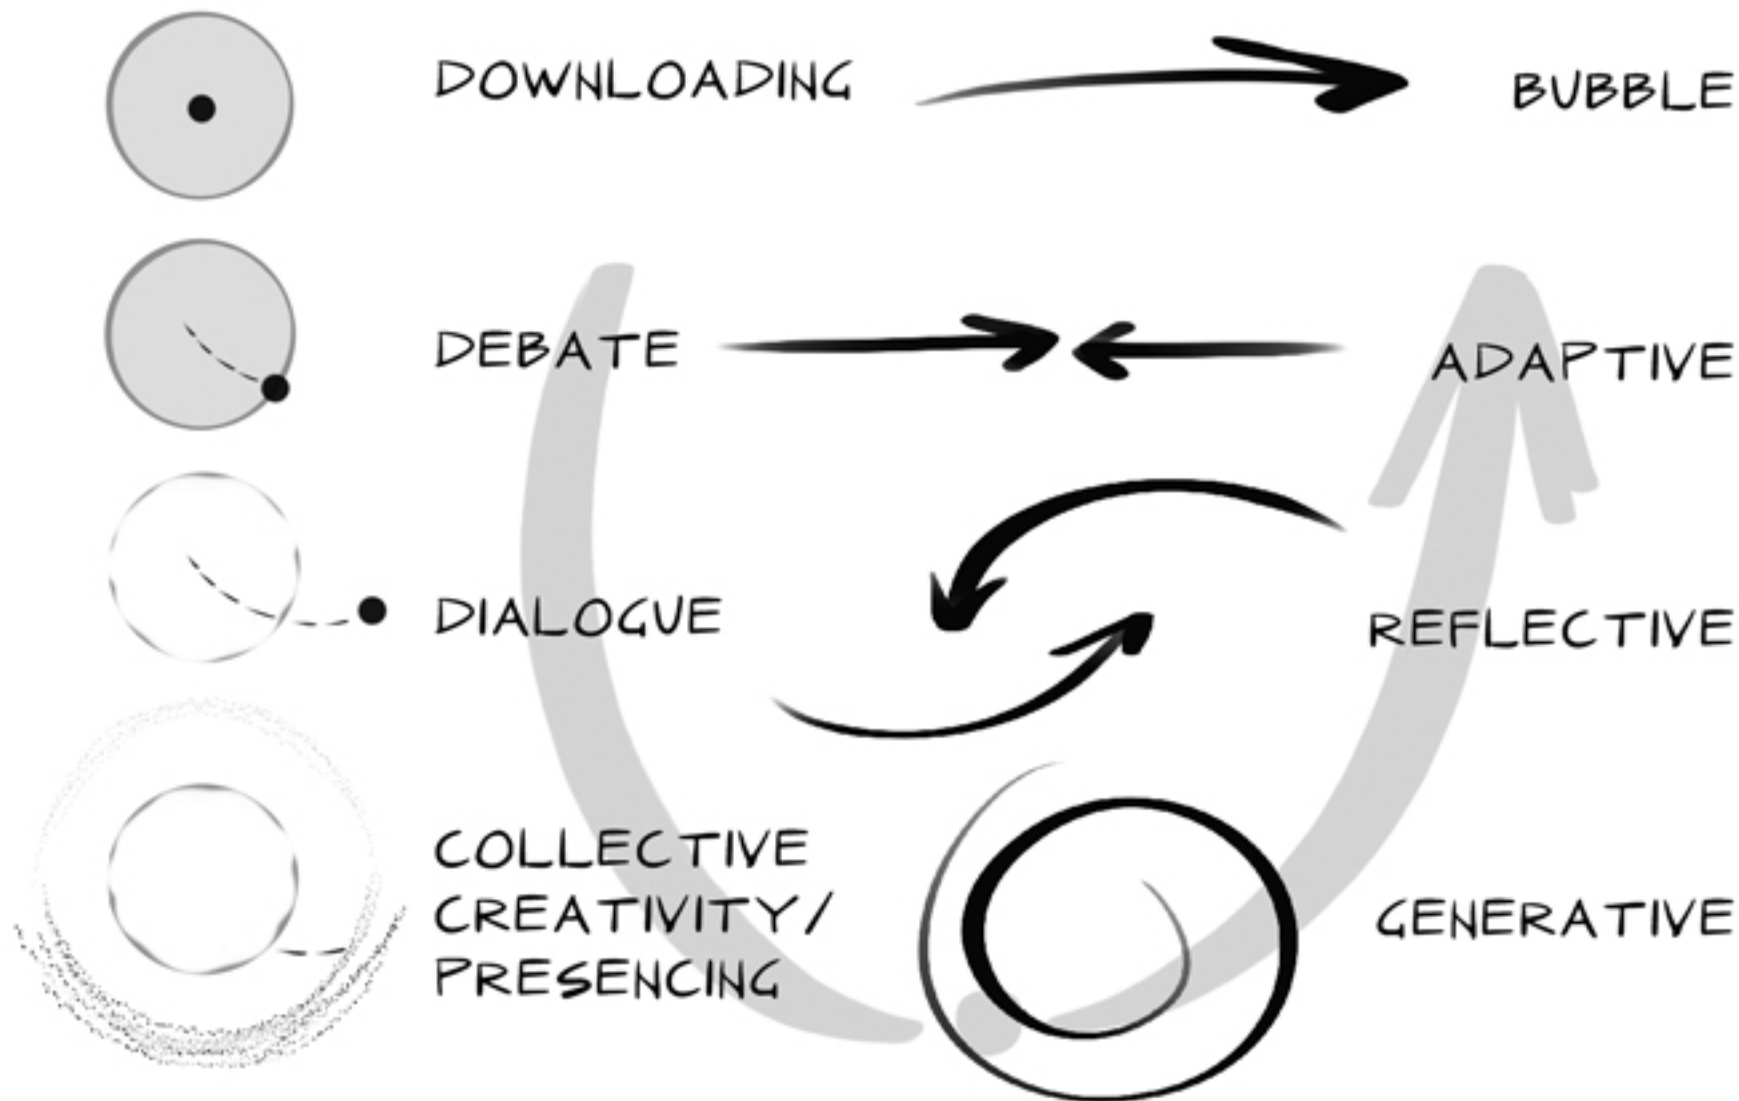 DOWNLOADING BUBBLE
DEBATE ADAPTIVE
DIALOGUE REFLECTIVE
COLLECTIVE
CREATIVITY/ GENERATIVE
PRESENCING